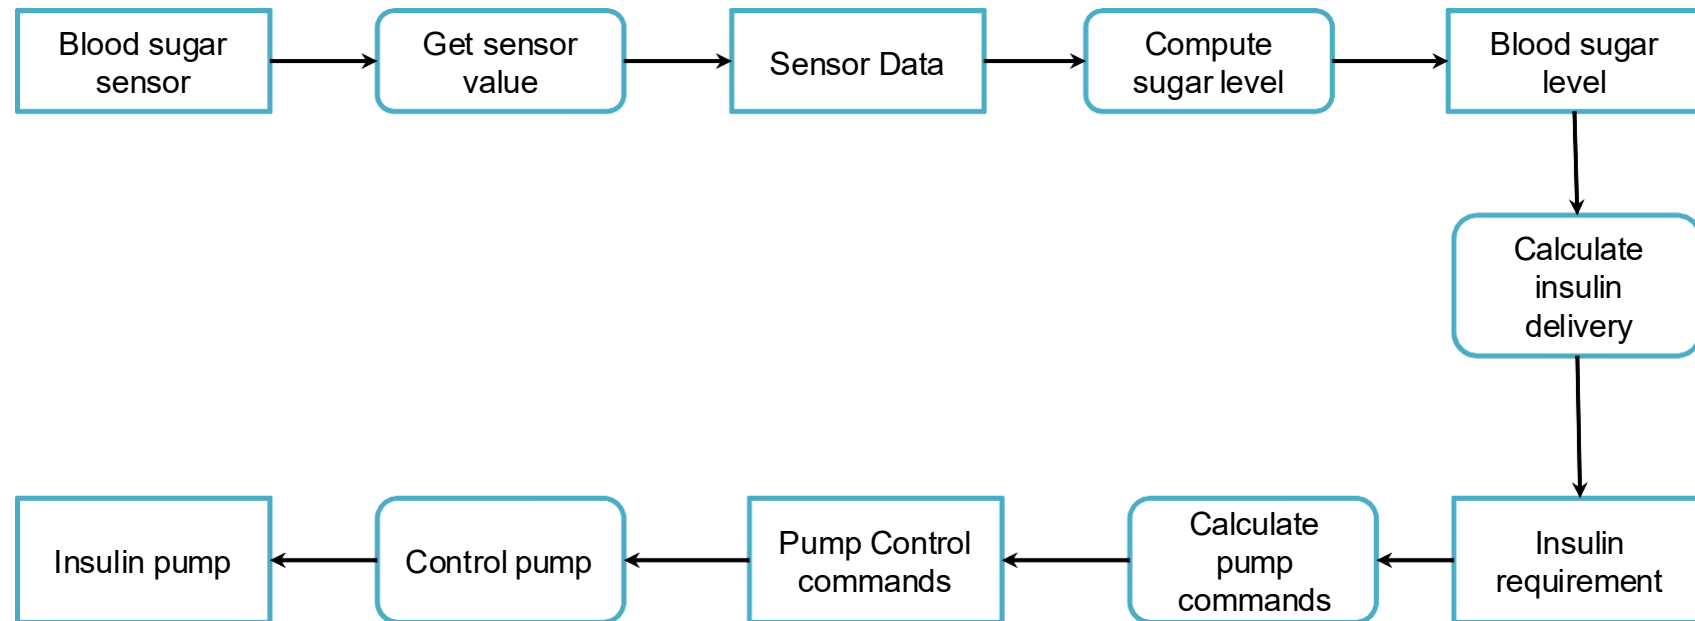 Blood sugar
sensor
Get sensor
value
Sensor Data
Compute
sugar level
Blood sugar
level
Calculate
insulin
delivery
Insulin
requirement
Calculate
pump
commands
Pump Control
commands
Control pump
Insulin pump